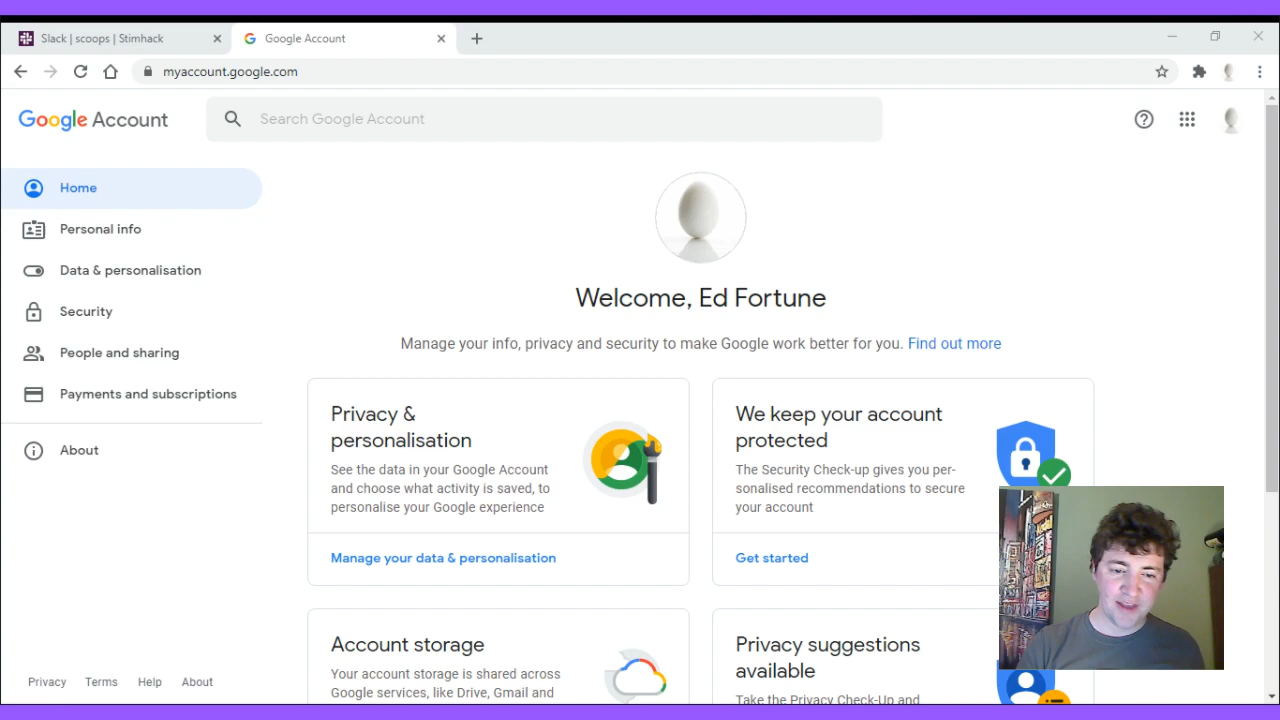 Slack | scoops | Stimhack
Google Account
myaccount.google.com
Google Account
Search Google Account
Home
Personal info
Data & personalisation
Security
People and sharing
Payments and subscriptions
About
Privacy
Terms
Help
About
Welcome, Ed Fortune
Manage your info, privacy and security to make Google work better for you. Find out more
Privacy &
personalisation
See the data in your Google Account
and choose what activity is saved, to
personalise your Google experience
Manage your data & personalisation
We keep your account
protected
The Security Check-up gives you per-
sonalised recommendations to secure
your account
Get started
Account storage
Your account storage is shared across
Google services, like Drive, Gmail and
Privacy suggestions
available
Take the Privacy Check-Up and